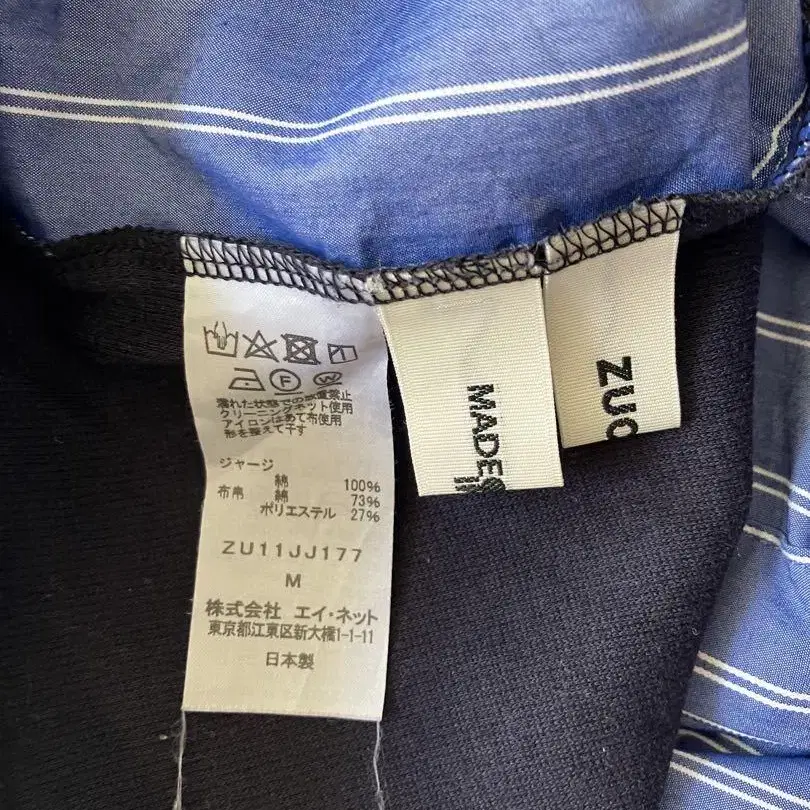 濡れた状態での放置禁止
クリーニングネット使用
アイロンはあて布使用
形を整えて干す
ジャージ
綿 100%
布帛 綿 73%
ポリエステル 27%
ZU11JJ177
M
株式会社 エイ・ネット
東京都江東区新大橋1-1-11
日本製
MADE
ZUC
F
W